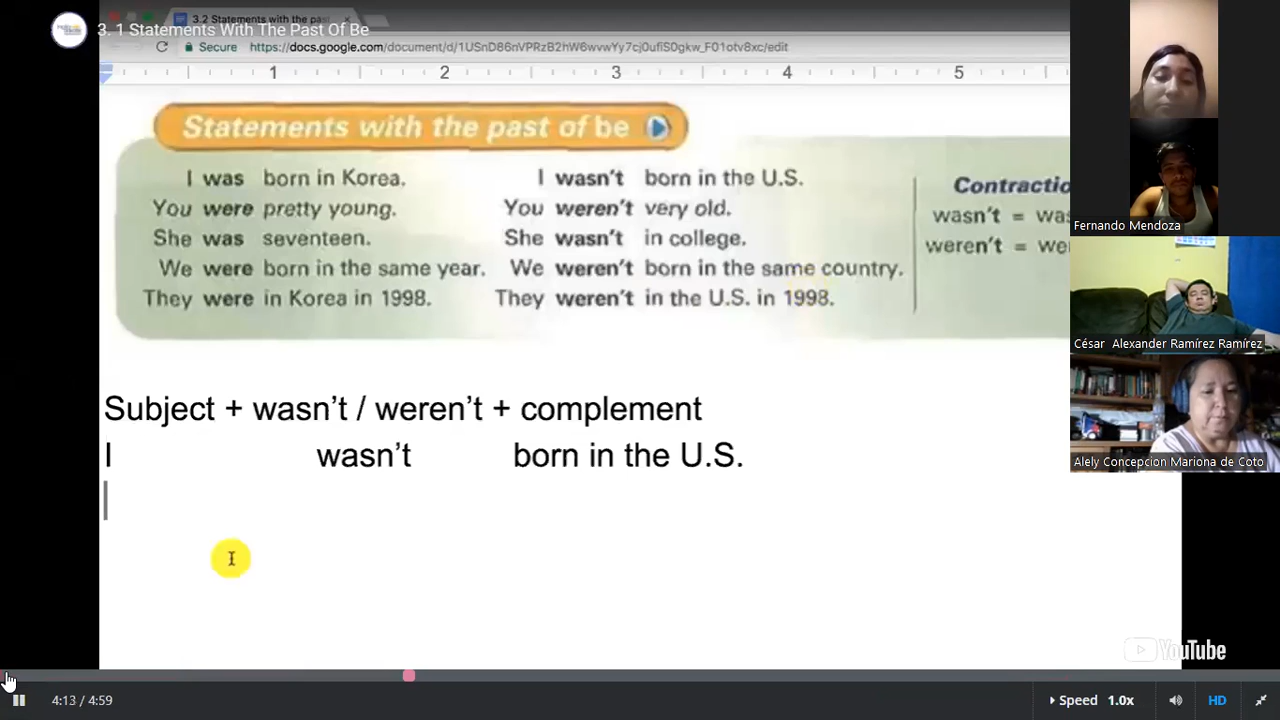 3.2 Statements with the past
3. 1 Statements With The Past Of Be
Secure https://docs.google.com/document/d/1USnD86nVPRzB2hW6wvwYy7cj0ufiS0gkw_F01otv8xc/edit
1 2 3 4 5
Statements with the past of be
I was born in Korea. I wasn't born in the U.S.
You were pretty young. You weren't very old.
She was seventeen. She wasn't in college.
We were born in the same year. We weren't born in the same country.
They were in Korea in 1998. They weren't in the U.S. in 1998.
Contractio
wasn't = was
weren't = we
Subject + wasn't / weren't + complement
I wasn't born in the U.S.
Fernando Mendoza
César Alexander Ramírez Ramírez
Alely Concepcion Mariona de Coto
YouTube
4:13 / 4:59
Speed 1.0x
HD